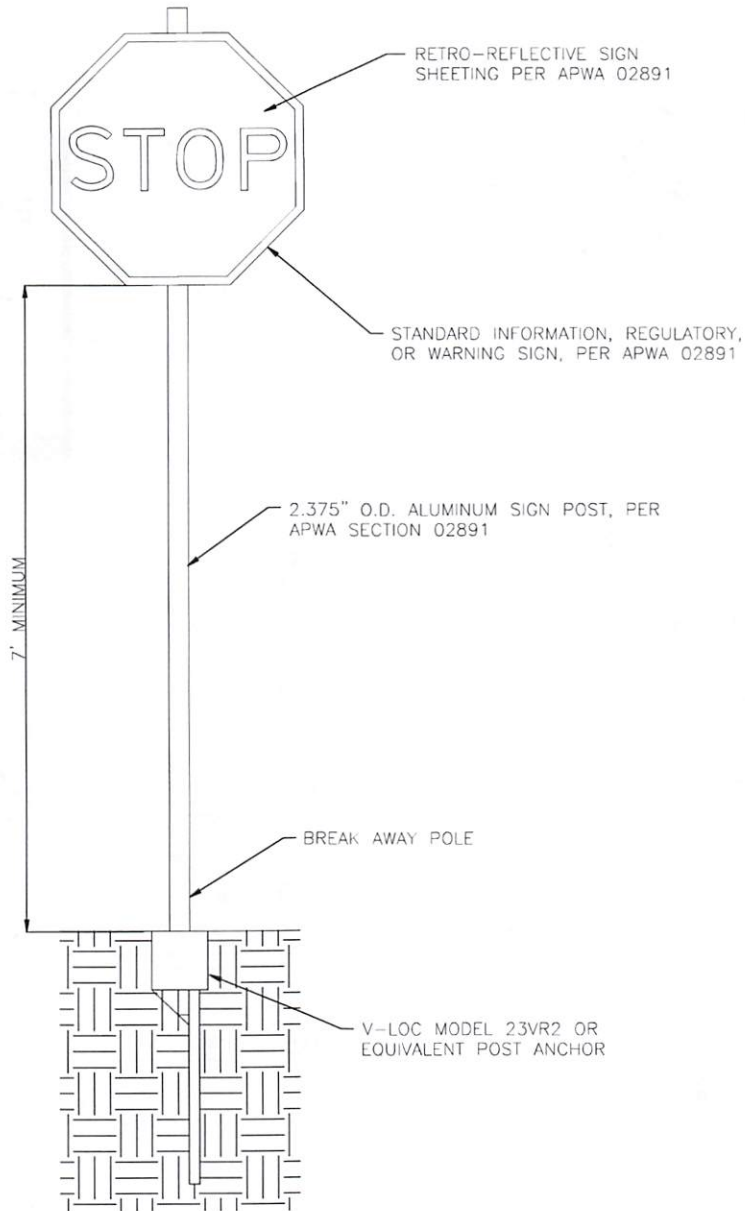 RETRO-REFLECTIVE SIGN
SHEETING PER APWA 02891
STOP
STANDARD INFORMATION, REGULATORY,
OR WARNING SIGN, PER APWA 02891
2.375" O.D. ALUMINUM SIGN POST, PER
APWA SECTION 02891
7' MINIMUM
BREAK AWAY POLE
V-LOC MODEL 23VR2 OR
EQUIVALENT POST ANCHOR